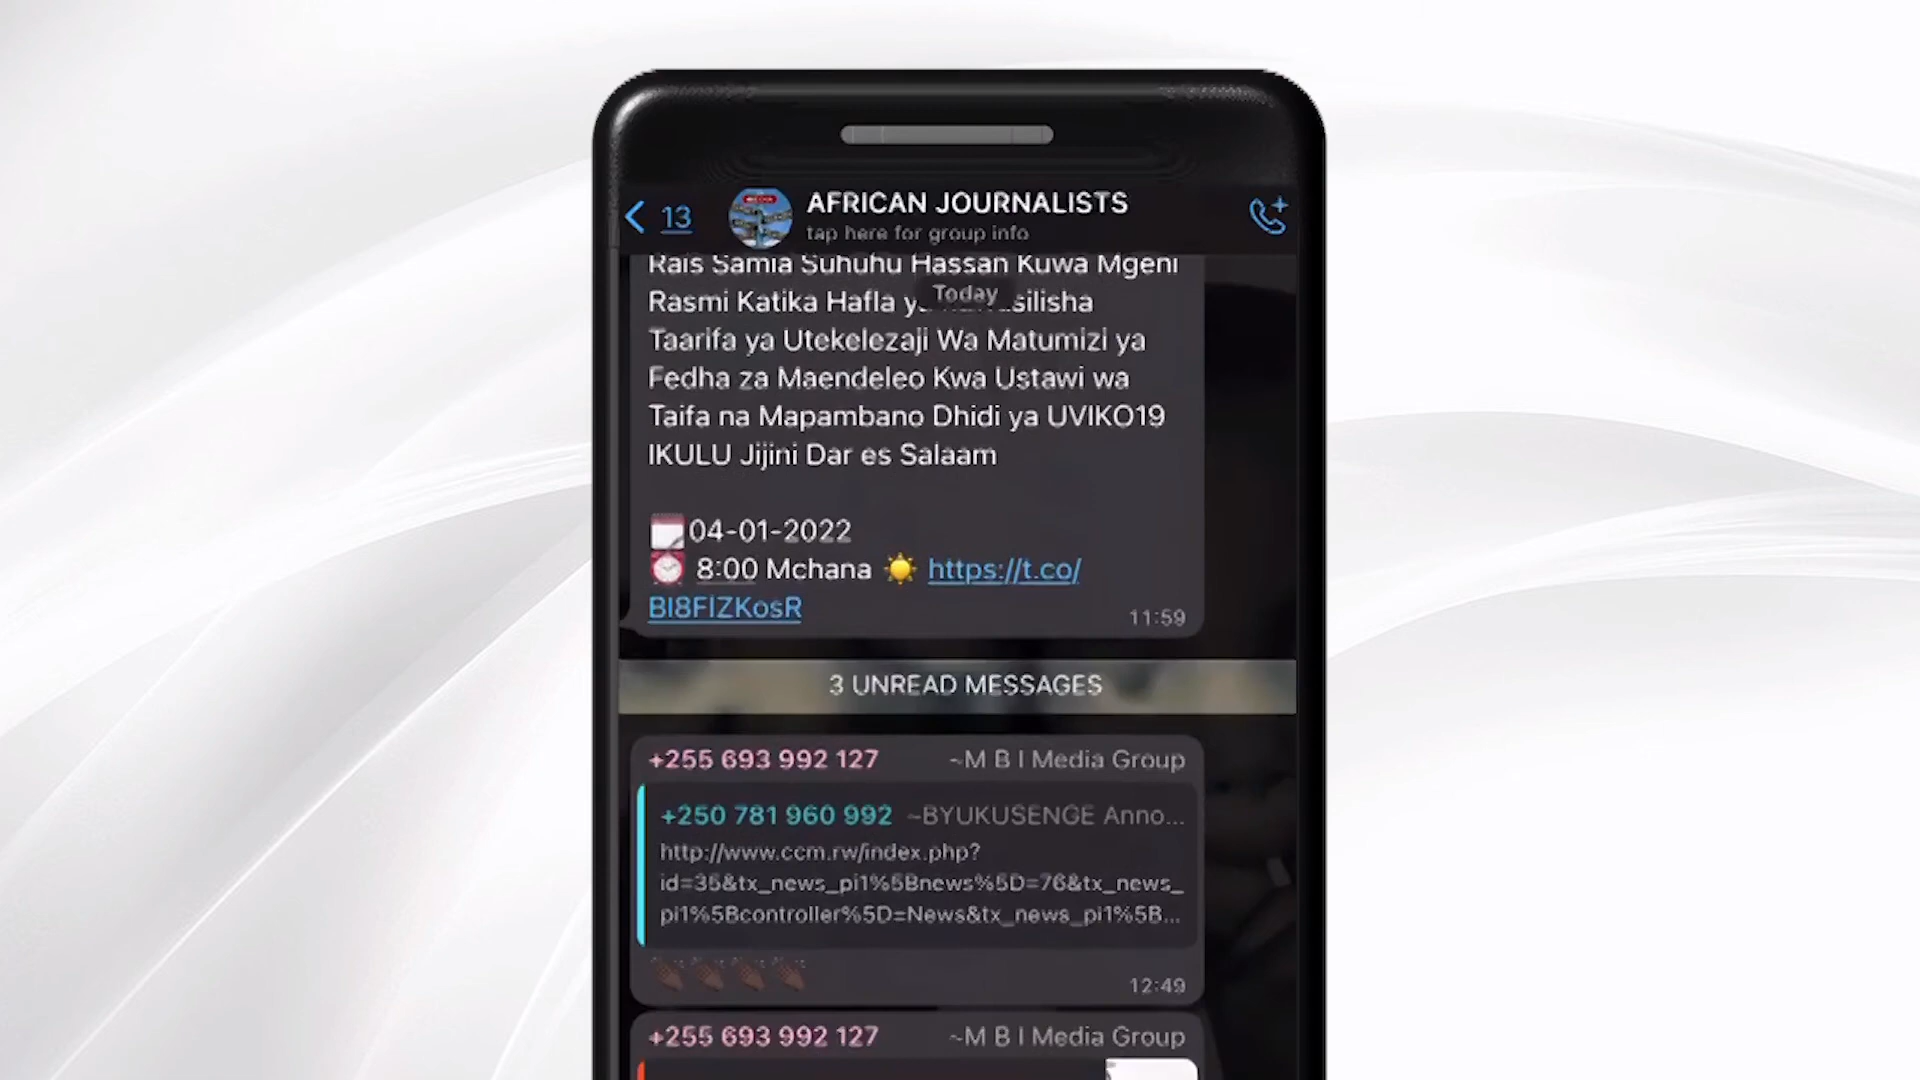 13
AFRICAN JOURNALISTS
tap here for group info
Rais Samia Suhuhu Hassan Kuwa Mgeni
Today
Rasmi Katika Hafla
Taarifa ya Utekelezaji Wa Matumizi ya
Fedha za Maendeleo Kwa Ustawi wa
Taifa na Mapambano Dhidi ya UVIKO19
IKULU Jijini Dar es Salaam
04-01-2022
8:00 Mchana https://t.co/
BI8FIZKosR
11:59
3 UNREAD MESSAGES
+255 693 992 127 ~M B I Media Group
+250 781 960 992 ~BYUKUSENGE Anno...
http://www.ccm.rw/index.php?
id=35&tx_news_pi1%5Bnews%5D=76&tx_news_
pi1%5Bcontroller%5D=News&tx_news_pi1%5B...
12:49
+255 693 992 127 ~M B I Media Group